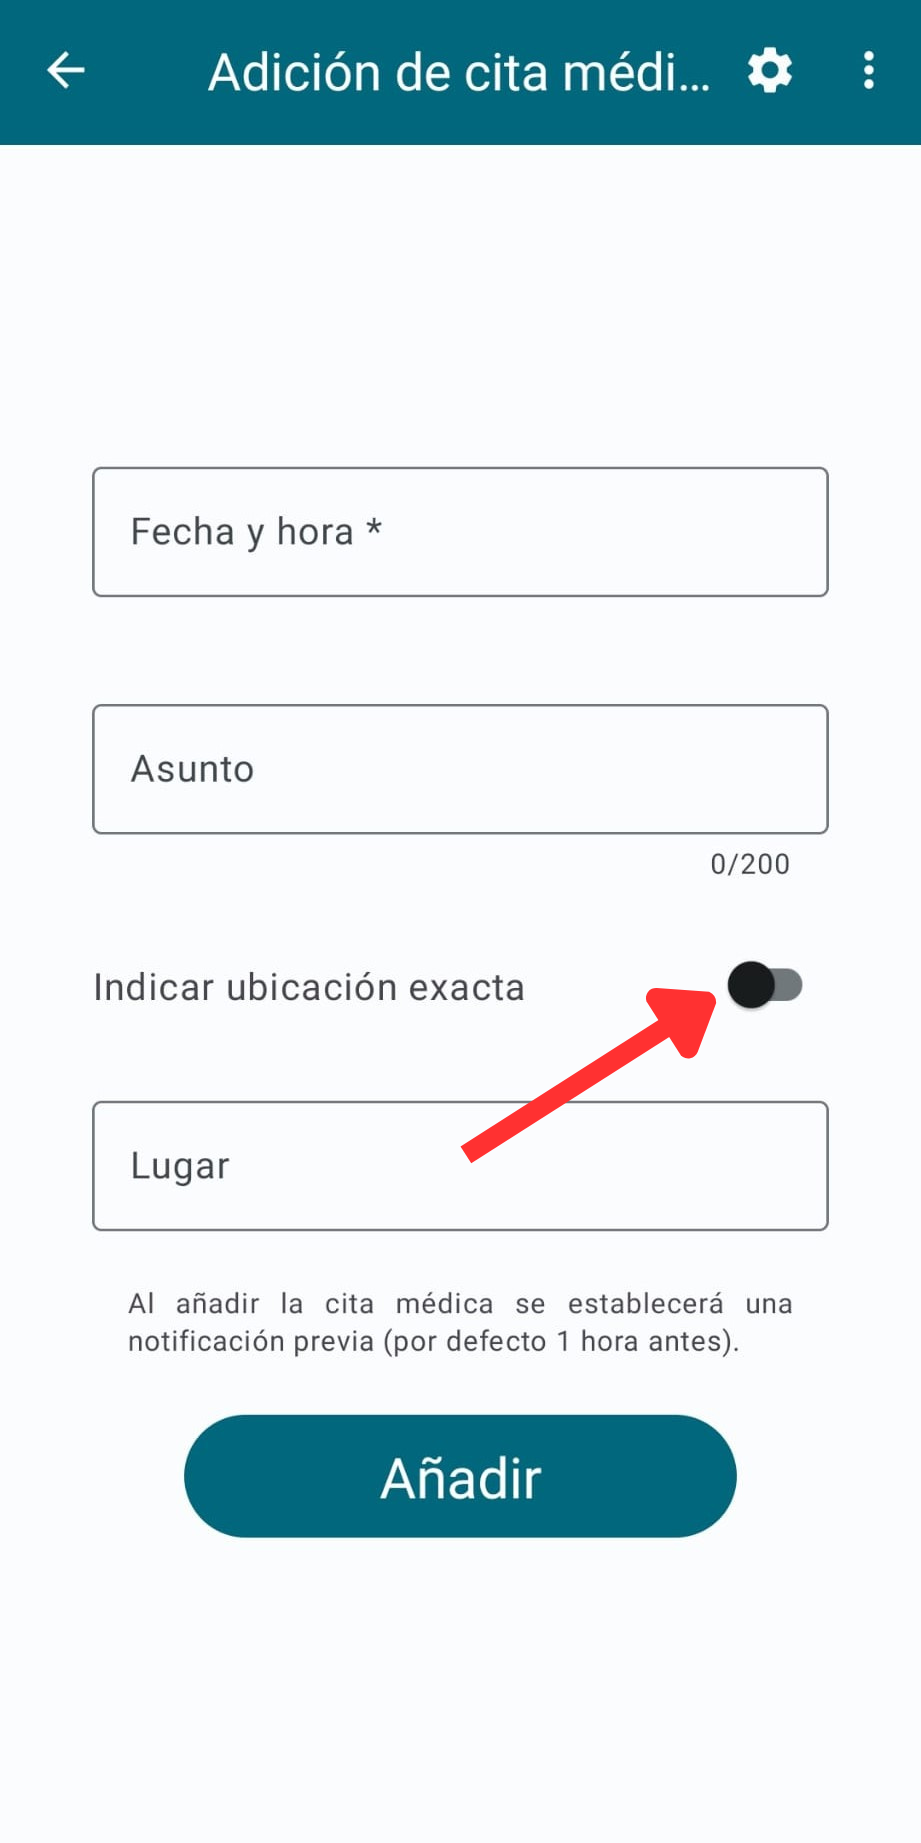 Adición de cita médi...
Fecha y hora *
Asunto
0/200
Indicar ubicación exacta
Lugar
Al añadir la cita médica se establecerá una
notificación previa (por defecto 1 hora antes).
Añadir